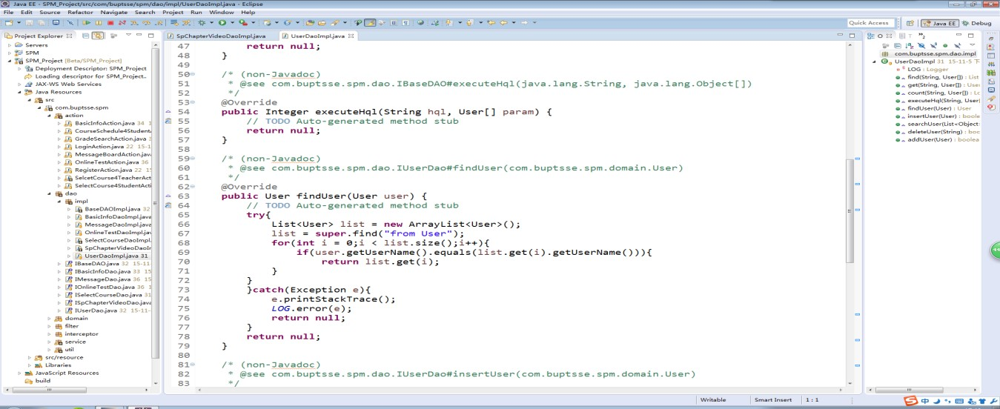 Java EE - SPM_Project/src/com/buptsse/spm/dao/impl/UserDaoImpl.java - Eclipse
File Edit Source Refactor Navigate Search Project Run Window Help
Quick Access
Java EE
Debug
Project Explorer
Servers
SPM
SPM_Project [Beta/SPM_Project]
Deployment Descriptor: SPM_Project
Loading descriptor for SPM_Project..
JAX-WS Web Services
Java Resources
src
com.buptsse.spm
action
BasicInfoAction.java 34 1
CourseSchedule4Student
GradeSearchAction.java 3
LoginAction.java 22 15-1
MessageBoardAction.jav
OnlineTestAction.java 36
RegisterAction.java 22 15
SelcetCourse4TeacherAct
SelectCourse4StudentActi
dao
impl
BaseDAOImpl.java 32
BasicInfoDaoImpl.java
MessageDaoImpl.java
OnlineTestDaoImpl.java
SelectCourseDaoImpl.
SpChapterVideoDaoIr
UserDaoImpl.java 31
IBaseDAO.java 32 15-11-
IBasicInfoDao.java 33 15
IMessageDao.java 36 15
IOnlineTestDao.java 36 1
ISelectCourseDao.java 31
ISpChapterVideoDao.java
IUserDao.java 32 15-11-
domain
filter
interceptor
service
util
src/resource
Libraries
JavaScript Resources
build
SpChapterVideoDaoImpl.java
UserDaoImpl.java
47 return null;
48 }
49
50 /* (non-Javadoc)
51 * @see com.buptsse.spm.dao.IBaseDAO#executeHql(java.lang.String, java.lang.Object[])
52 */
53 @Override
54 public Integer executeHql(String hql, User[] param) {
55 // TODO Auto-generated method stub
56 return null;
57 }
58
59 /* (non-Javadoc)
60 * @see com.buptsse.spm.dao.IUserDao#findUser(com.buptsse.spm.domain.User)
61 */
62 @Override
63 public User findUser(User user) {
64 // TODO Auto-generated method stub
65 try{
66 List<User> list = new ArrayList<User>();
67 list = super.find("from User");
68 for(int i = 0;i < list.size();i++){
69 if(user.getUserName().equals(list.get(i).getUserName())){
70 return list.get(i);
71 }
72 }
73 }catch(Exception e){
74 e.printStackTrace();
75 LOG.error(e);
76 return null;
77 }
78 return null;
79 }
80
81 /* (non-Javadoc)
82 * @see com.buptsse.spm.dao.IUserDao#insertUser(com.buptsse.spm.domain.User)
83 */
com.buptsse.spm.dao.impl
UserDaoImpl 31 15-11-5 下
LOG : Logger
find(String, User[]) : List
get(String, User[]) : User
count(String, User[]) : Lc
executeHql(String, User[
findUser(User) : User
insertUser(User) : boole
searchUser(List<Object>
deleteUser(String) : boc
addUser(User) : boolea
44
Writable
Smart Insert
1 : 1
中